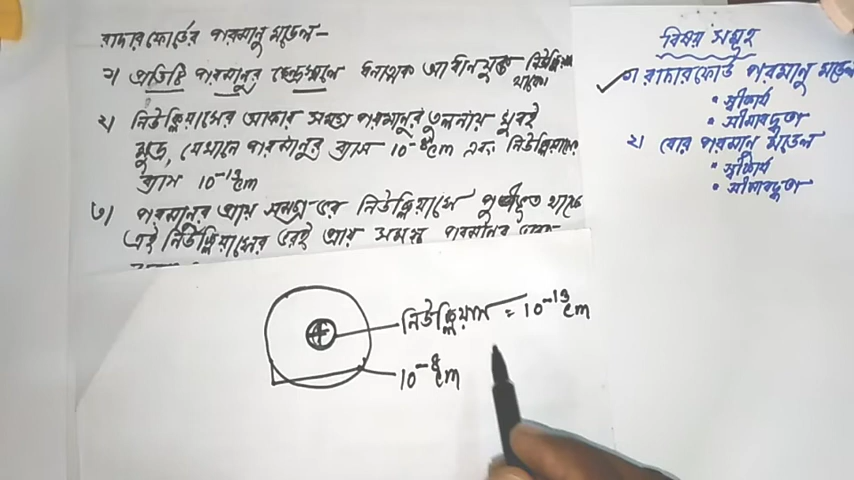 রাদারফোর্ডের পরমানু মডেল-
১) প্রতিটি পরমানুর কেন্দ্রস্থলে ধনাত্মক আধানযুক্ত নিউক্লিয়াস
থাকে।
২) নিউক্লিয়াসের আকার সমগ্র পরমানুর তুলনায় খুবই
ক্ষুদ্র, যেখানে পরমানুর ব্যাস 10⁻⁸cm এবং নিউক্লিয়াসের
ব্যাস 10⁻¹³cm
৩) পরমানুর প্রায় সমগ্র ভর নিউক্লিয়াসে পুঞ্জীভূত থাকে
এই নিউক্লিয়াসের ভরই প্রায় সমস্ত পরমানুর
নিউক্লিয়াস = 10⁻¹³cm
10⁻⁸cm
বিষয় সমূহ
১) রাদারফোর্ড পরমানু মডেল
• স্বীকার্য
• সীমাবদ্ধতা
২) বোর পরমানু মডেল
• স্বীকার্য
• সীমাবদ্ধতা